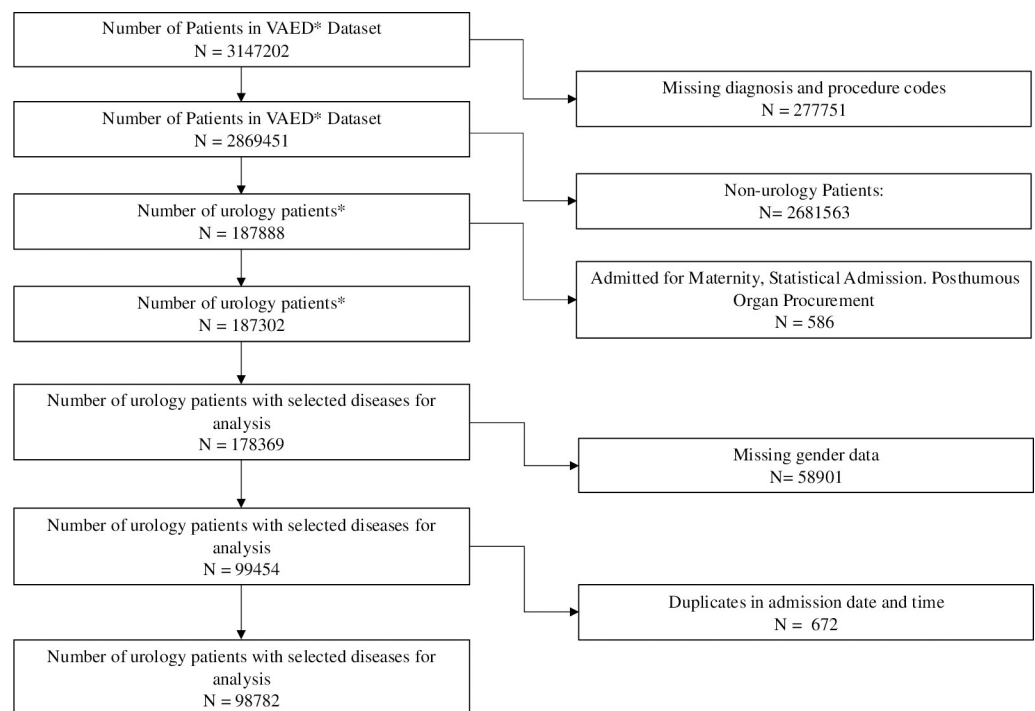 Number of Patients in VAED* Dataset
N = 3147202
Missing diagnosis and procedure codes
N = 277751
Number of Patients in VAED* Dataset
N = 2869451
Non-urology Patients:
N= 2681563
Number of urology patients*
N = 187888
Admitted for Maternity, Statistical Admission. Posthumous
Organ Procurement
N = 586
Number of urology patients*
N = 187302
Number of urology patients with selected diseases for
analysis
N = 178369
Missing gender data
N= 58901
Number of urology patients with selected diseases for
analysis
N = 99454
Duplicates in admission date and time
N = 672
Number of urology patients with selected diseases for
analysis
N = 98782